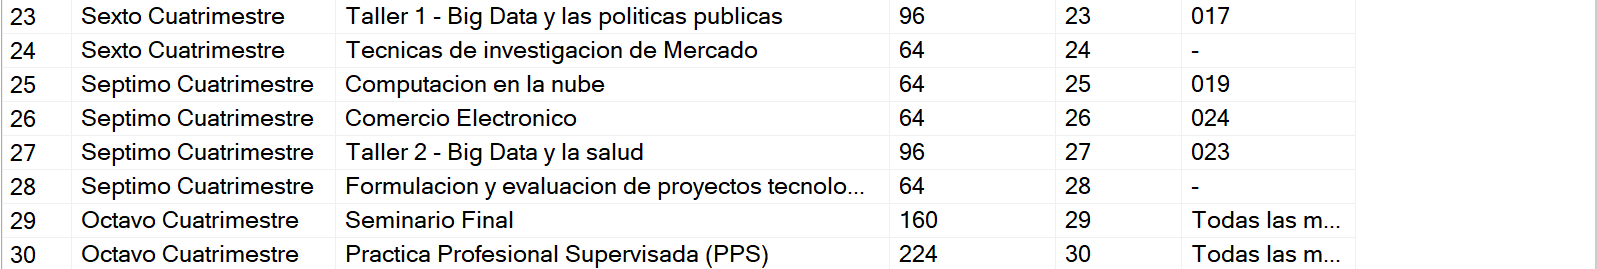 23 Sexto Cuatrimestre Taller 1 - Big Data y las politicas publicas 96 23 017
24 Sexto Cuatrimestre Tecnicas de investigacion de Mercado 64 24 -
25 Septimo Cuatrimestre Computacion en la nube 64 25 019
26 Septimo Cuatrimestre Comercio Electronico 64 26 024
27 Septimo Cuatrimestre Taller 2 - Big Data y la salud 96 27 023
28 Septimo Cuatrimestre Formulacion y evaluacion de proyectos tecnolo... 64 28 -
29 Octavo Cuatrimestre Seminario Final 160 29 Todas las m...
30 Octavo Cuatrimestre Practica Profesional Supervisada (PPS) 224 30 Todas las m...